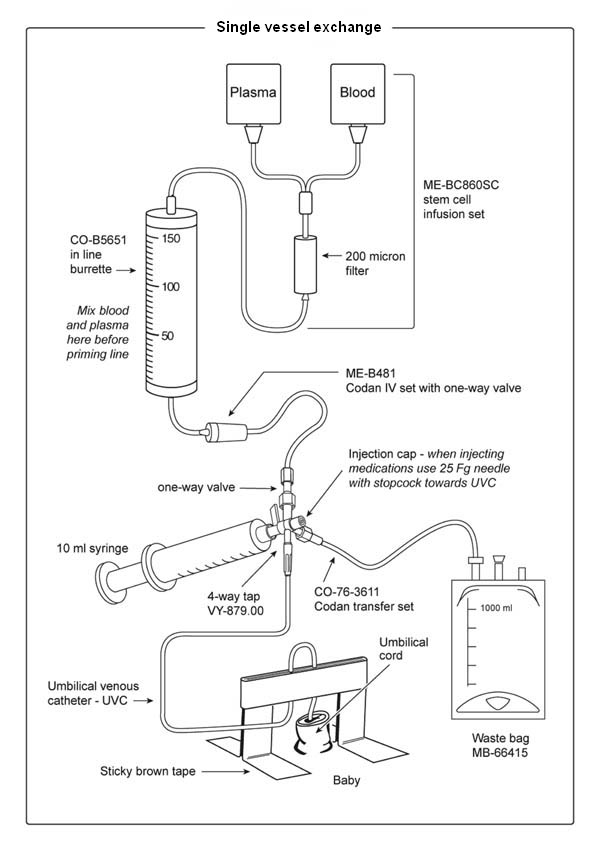 Single vessel exchange
Plasma
Blood
ME-BC860SC
stem cell
infusion set
CO-B5651
in line
burrette
150
100
50
200 micron
filter
Mix blood
and plasma
here before
priming line
ME-B481
Codan IV set with one-way valve
Injection cap - when injecting
medications use 25 Fg needle
with stopcock towards UVC
one-way valve
10 ml syringe
4-way tap
VY-879.00
CO-76-3611
Codan transfer set
1000 ml
Umbilical
cord
Umbilical venous
catheter - UVC
Waste bag
MB-66415
Sticky brown tape
Baby